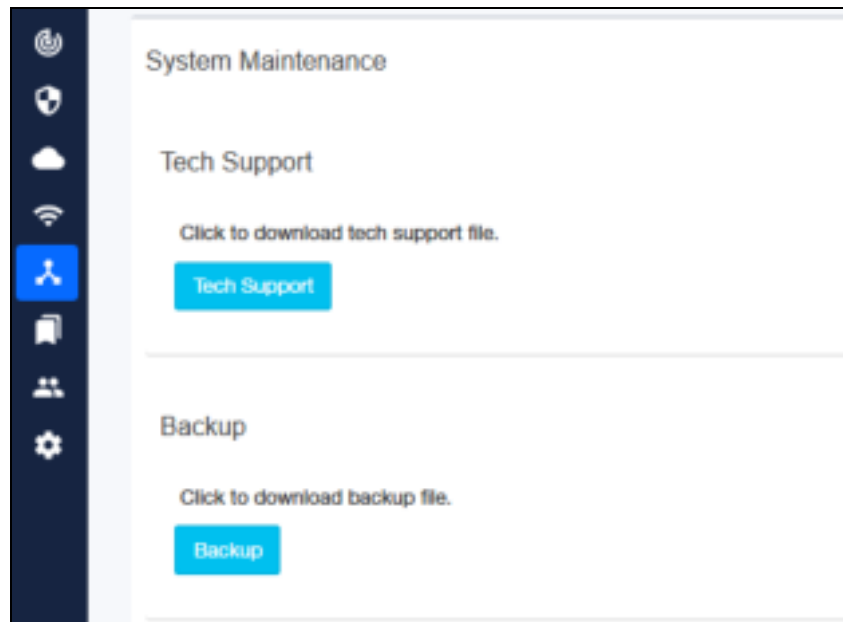 System Maintenance
Tech Support
Click to download tech support file.
Tech Support
Backup
Click to download backup file.
Backup